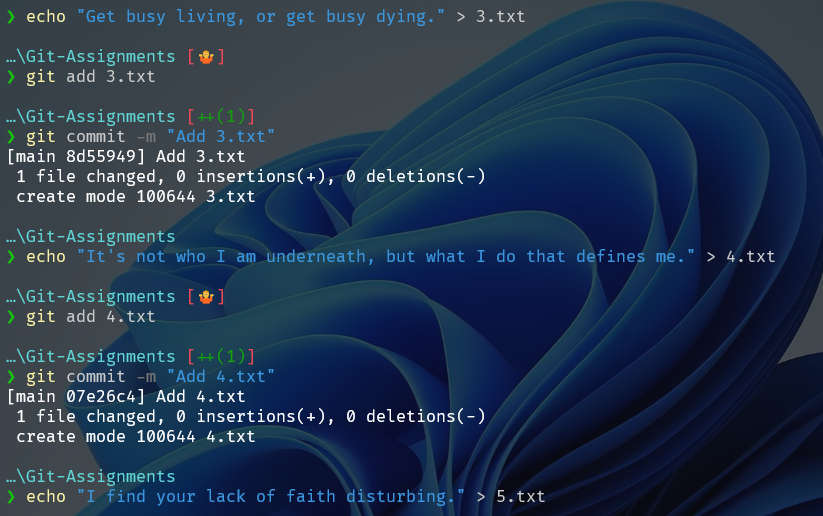 ❯ echo "Get busy living, or get busy dying." > 3.txt
…\Git-Assignments [🤷]
❯ git add 3.txt
…\Git-Assignments [++(1)]
❯ git commit -m "Add 3.txt"
[main 8d55949] Add 3.txt
1 file changed, 0 insertions(+), 0 deletions(-)
create mode 100644 3.txt
…\Git-Assignments
❯ echo "It's not who I am underneath, but what I do that defines me." > 4.txt
…\Git-Assignments [🤷]
❯ git add 4.txt
…\Git-Assignments [++(1)]
❯ git commit -m "Add 4.txt"
[main 07e26c4] Add 4.txt
1 file changed, 0 insertions(+), 0 deletions(-)
create mode 100644 4.txt
…\Git-Assignments
❯ echo "I find your lack of faith disturbing." > 5.txt